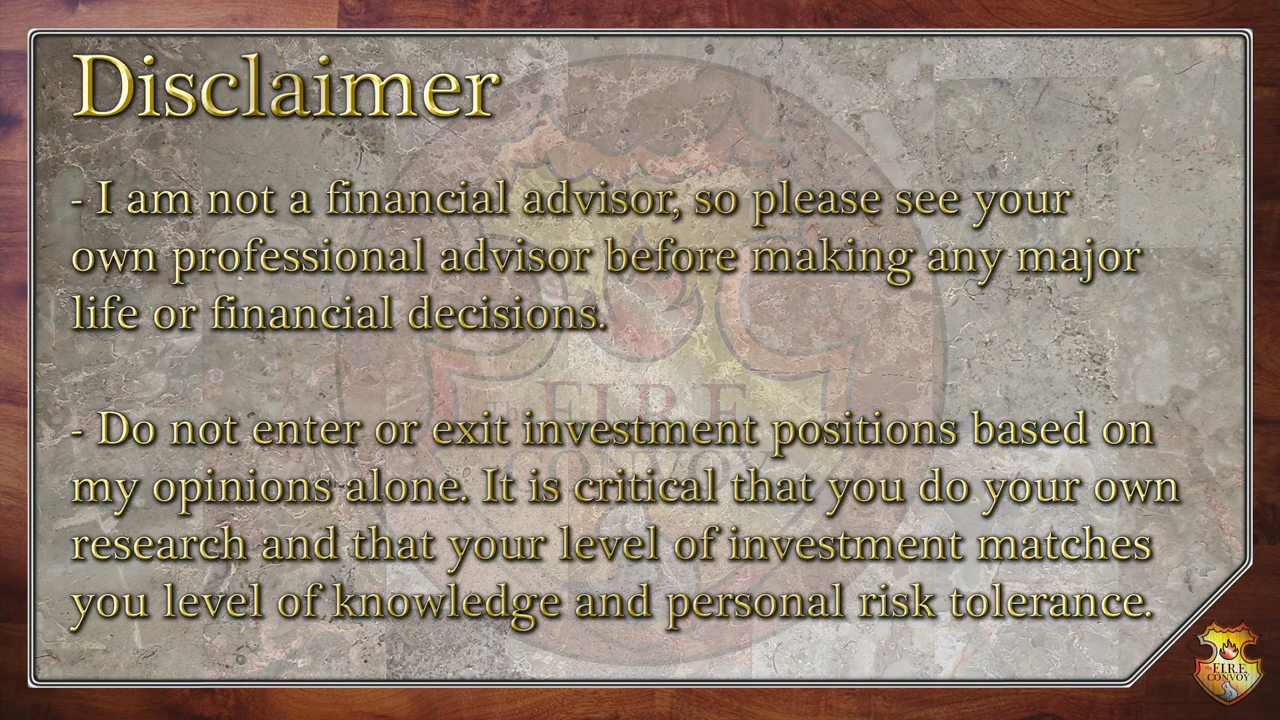 Disclaimer
- I am not a financial advisor, so please see your
own professional advisor before making any major
life or financial decisions.
- Do not enter or exit investment positions based on
my opinions alone. It is critical that you do your own
research and that your level of investment matches
you level of knowledge and personal risk tolerance.
F.I.R.E.
CONVOY